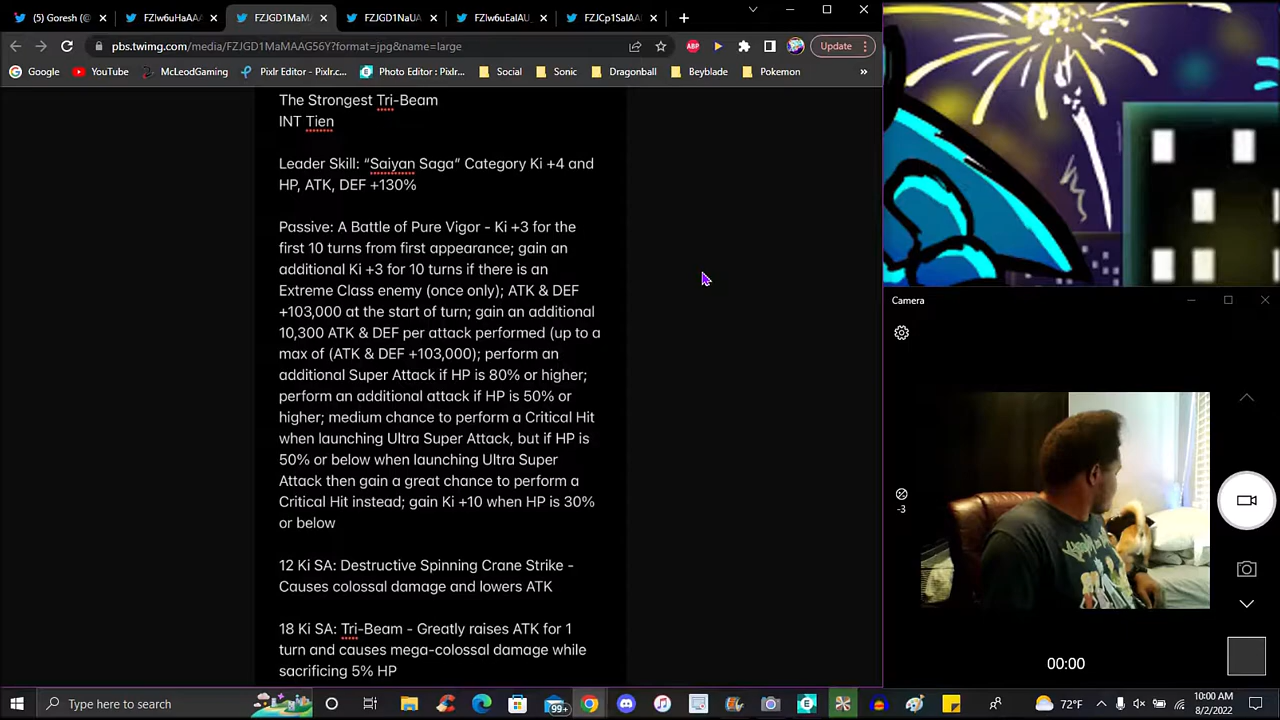 (5) Goresh (@
FZIw6uHaAAA
FZJGD1MaM
FZJGD1NaUA
FZIw6uEaIAU
FZJCp1SaIAA
pbs.twimg.com/media/FZJGD1MaMAAG56Y?format=jpg&name=large
ABP
Update
Google
YouTube
McLeodGaming
Pixlr Editor - Pixlr.c...
Photo Editor : Pixlr...
Social
Sonic
Dragonball
Beyblade
Pokemon
»
The Strongest Tri-Beam
INT Tien
Leader Skill: “Saiyan Saga” Category Ki +4 and
HP, ATK, DEF +130%
Passive: A Battle of Pure Vigor - Ki +3 for the
first 10 turns from first appearance; gain an
additional Ki +3 for 10 turns if there is an
Extreme Class enemy (once only); ATK & DEF
+103,000 at the start of turn; gain an additional
10,300 ATK & DEF per attack performed (up to a
max of (ATK & DEF +103,000); perform an
additional Super Attack if HP is 80% or higher;
perform an additional attack if HP is 50% or
higher; medium chance to perform a Critical Hit
when launching Ultra Super Attack, but if HP is
50% or below when launching Ultra Super
Attack then gain a great chance to perform a
Critical Hit instead; gain Ki +10 when HP is 30%
or below
12 Ki SA: Destructive Spinning Crane Strike -
Causes colossal damage and lowers ATK
18 Ki SA: Tri-Beam - Greatly raises ATK for 1
turn and causes mega-colossal damage while
sacrificing 5% HP
Camera
-3
00:00
Type here to search
99+
72°F
10:00 AM
8/2/2022